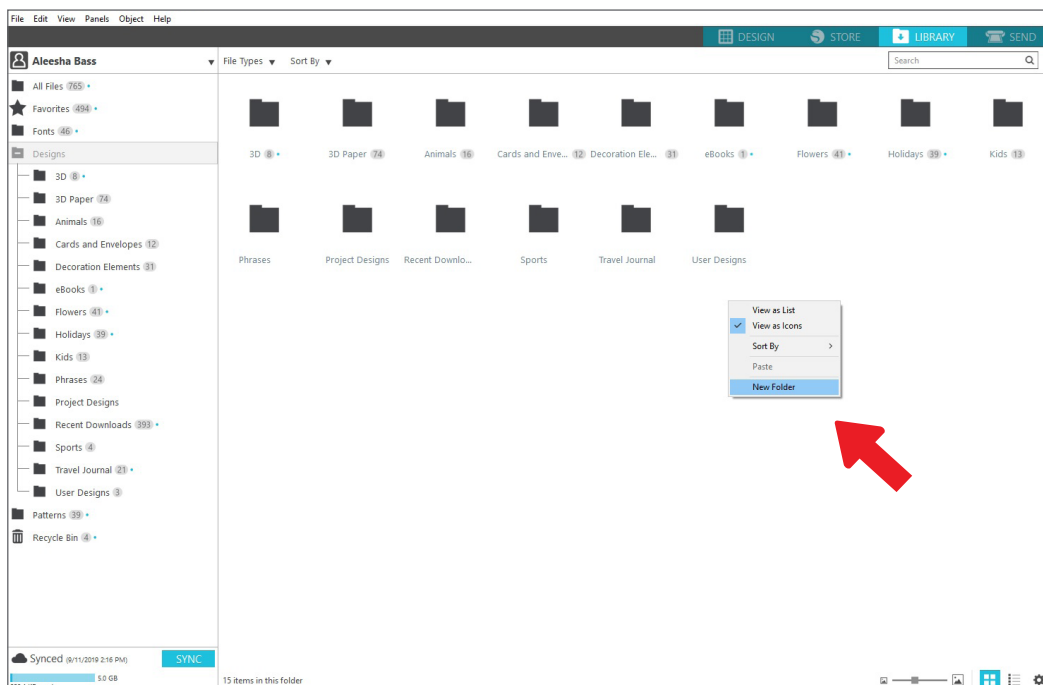 File Edit View Panels Object Help
DESIGN STORE LIBRARY SEND
Aleesha Bass
File Types Sort By Search
All Files 765
Favorites 494
Fonts 46
Designs
3D 8
3D Paper 74
Animals 16
Cards and Envelopes 12
Decoration Elements 31
eBooks 1
Flowers 41
Holidays 39
Kids 13
Phrases 24
Project Designs
Recent Downloads 393
Sports 4
Travel Journal 21
User Designs 3
Patterns 39
Recycle Bin 4
3D 8 3D Paper 74 Animals 16 Cards and Enve... 12 Decoration Ele... 31 eBooks 1 Flowers 41 Holidays 39 Kids 13
Phrases Project Designs Recent Downlo... Sports Travel Journal User Designs
View as List
View as Icons
Sort By
Paste
New Folder
Synced (9/11/2019 2:16 PM) SYNC
5.0 GB
15 items in this folder